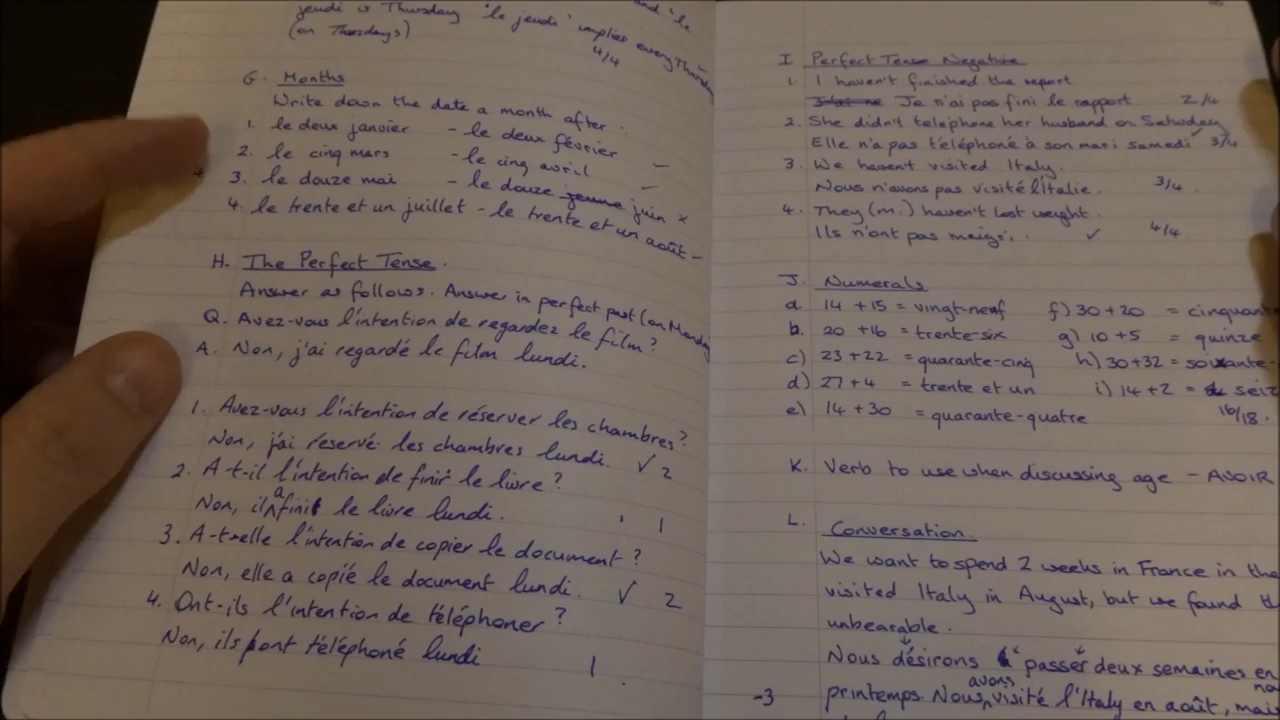 and "le
jeudi is Thursday "le jeudi" implies every Thursday
(on Thursdays)
4/4
G. Months
Write down the date a month after.
1. le deux janvier - le deux février
2. le cinq mars - le cinq avril
3. le douze mai - le douze jeune juin x
4. le trente et un juillet - le trente et un août
H. The Perfect Tense.
Answer as follows. Answer in perfect past (on Monday
Q. Avez-vous l'intention de regardez le film?
A. Non, j'ai regardé le film lundi.
1. Avez-vous l'intention de réserver les chambres?
Non, j'ai réservé les chambres lundi. ✓ 2
2. A-t-il l'intention de finir le livre?
Non, il a fini le livre lundi. 1
3. A-t-elle l'intention de copier le document?
Non, elle a copié le document lundi. ✓ 2
4. Ont-ils l'intention de téléphoner?
Non, ils ont téléphoné lundi 1
I Perfect Tense Negative
1. I haven't finished the report
J'ai ne Je n'ai pas fini le rapport 2/4
2. She didn't telephone her husband on Saturday
Elle n'a pas téléphoné à son mari samedi ✓ 3/4
3. We havent visited Italy.
Nous n'avons pas visité l'Italie. 3/4
4. They (m.) haven't lost weight.
Ils n'ont pas maigri. ✓ 4/4
J. Numerals
a. 14 + 15 = vingt-neuf f) 30 + 20 = cinquant
b. 20 + 16 = trente-six g) 10 + 5 = quinze
c) 23 + 22 = quarante-cinq h) 30 + 32 = soixante-
d) 27 + 4 = trente et un i) 14 + 2 = seiz
e) 14 + 30 = quarante-quatre 16/18.
K. Verb to use when discussing age - AVOIR
L. Conversation.
We want to spend 2 weeks in France in the
visited Italy in August, but we found th
unbearable.
Nous désirons passer deux semaines en
-3 printemps. Nous avons visité l'Italy en août, mais no